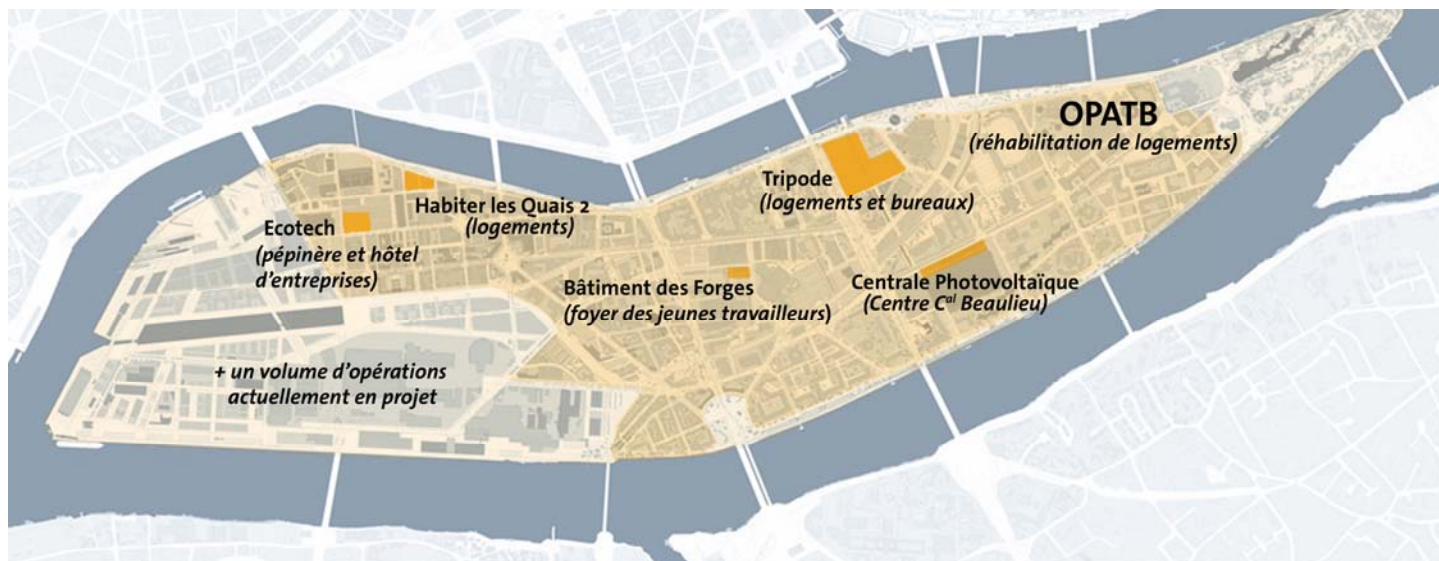 OPATB
(réhabilitation de logements)
Tripode
(logements et bureaux)
Habiter les Quais 2
(logements)
Ecotech
(pépinère et hôtel
d'entreprises)
Bâtiment des Forges
(foyer des jeunes travailleurs)
Centrale Photovoltaïque
(Centre Cal Beaulieu)
+ un volume d'opérations
actuellement en projet